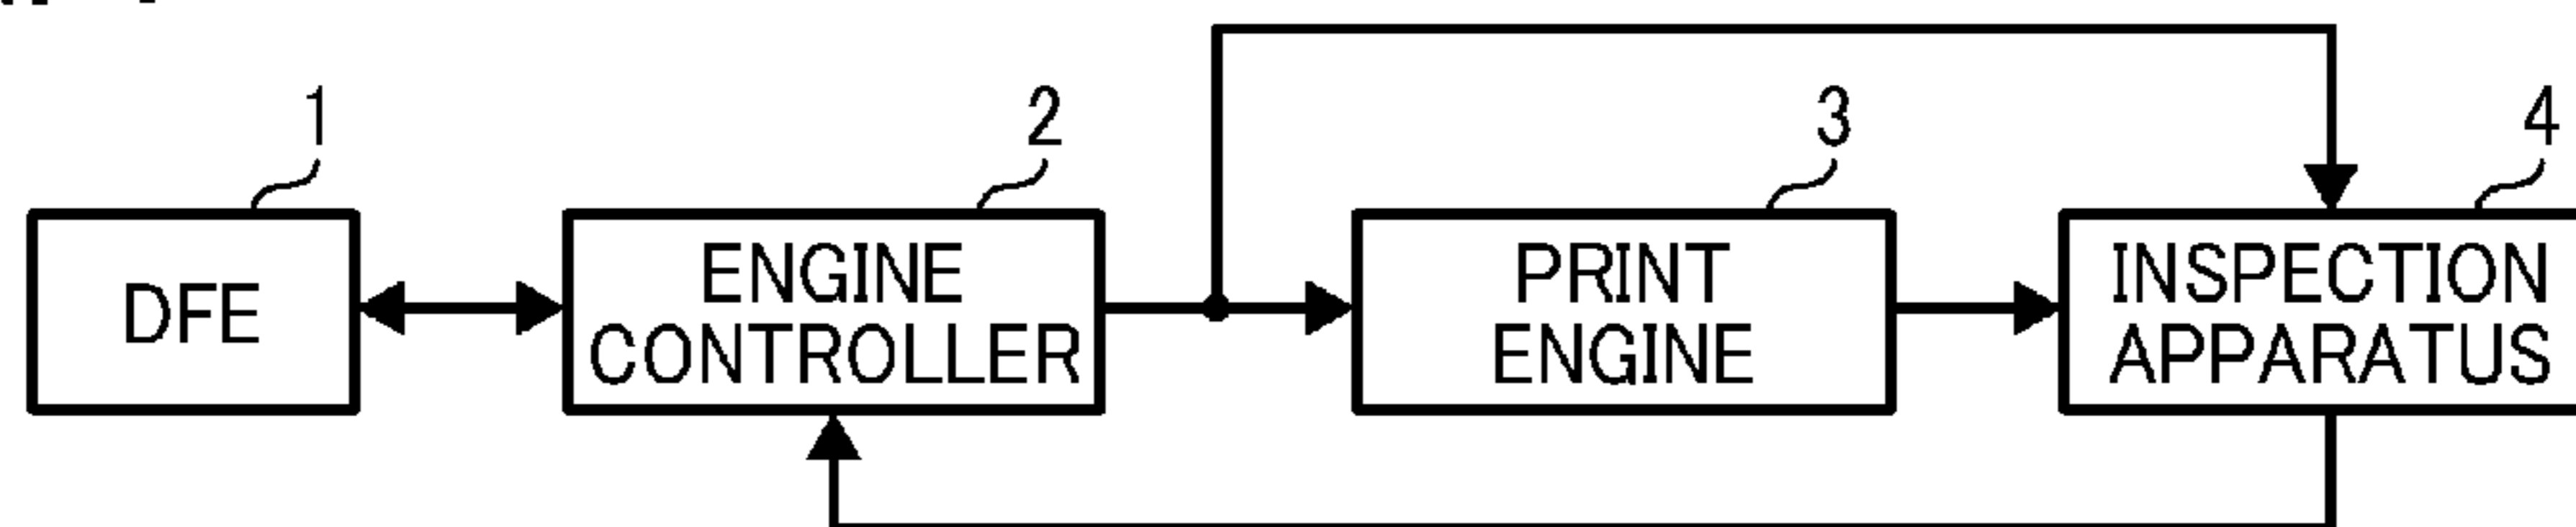 1
2
3
4
DFE
ENGINE
CONTROLLER
PRINT
ENGINE
INSPECTION
APPARATUS